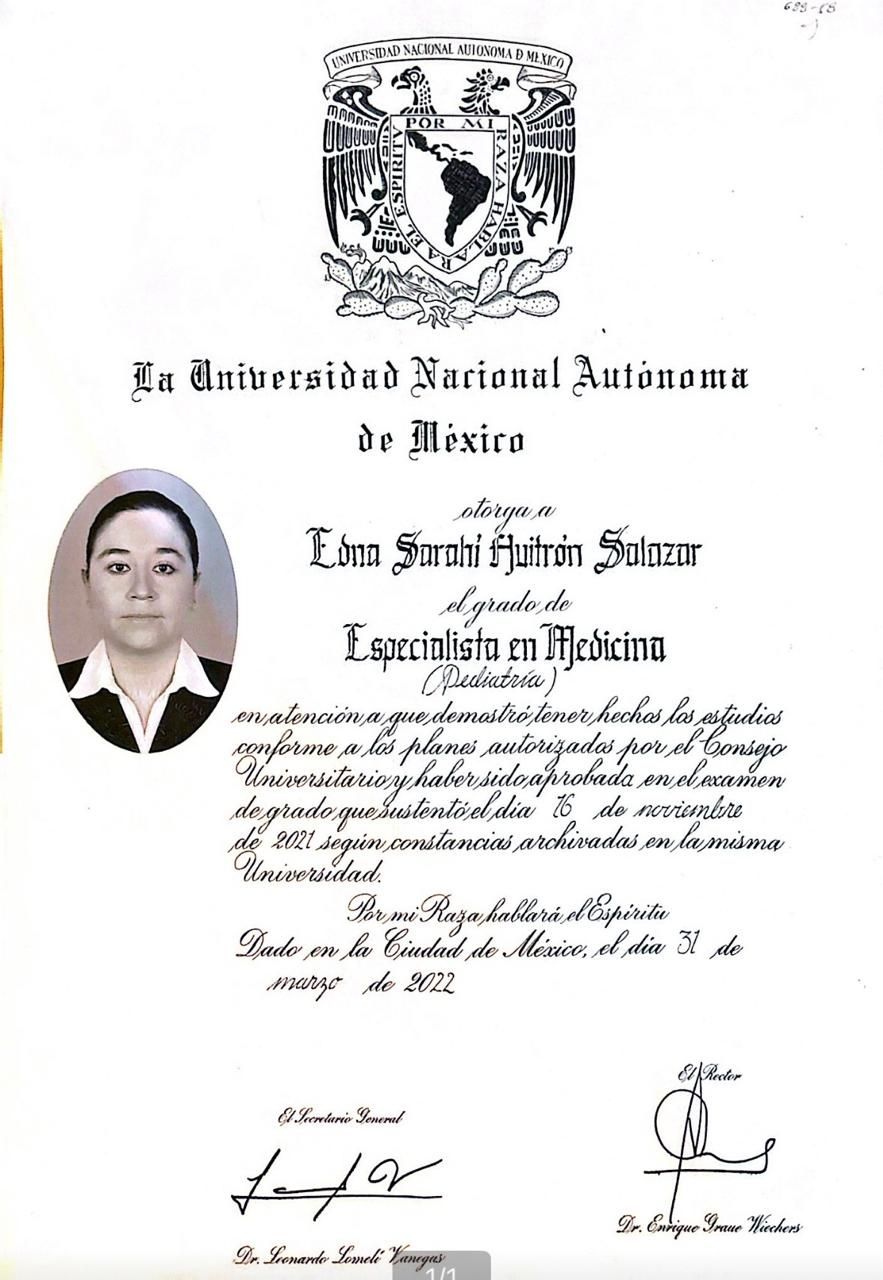 689-68
UNIVERSIDAD NACIONAL AUTONOMA D MEXICO
POR MI RAZA HABLARA EL ESPIRITU
La Universidad Nacional Autónoma
de México
otorga a
Edna Sarahí Huitrón Salazar
el grado de
Especialista en Medicina
(Pediatría)
en atención a que demostró tener hechos los estudios
conforme a los planes autorizados por el Consejo
Universitario y haber sido aprobada en el examen
de grado que sustentó el día 16 de noviembre
de 2021 según constancias archivadas en la misma
Universidad.
Por mi Raza hablará el Espíritu
Dado en la Ciudad de México, el día 31 de
marzo de 2022
El Rector
El Secretario General
Dr. Enrique Graue Wiechers
Dr. Leonardo Lomelí Vanegas
1/1